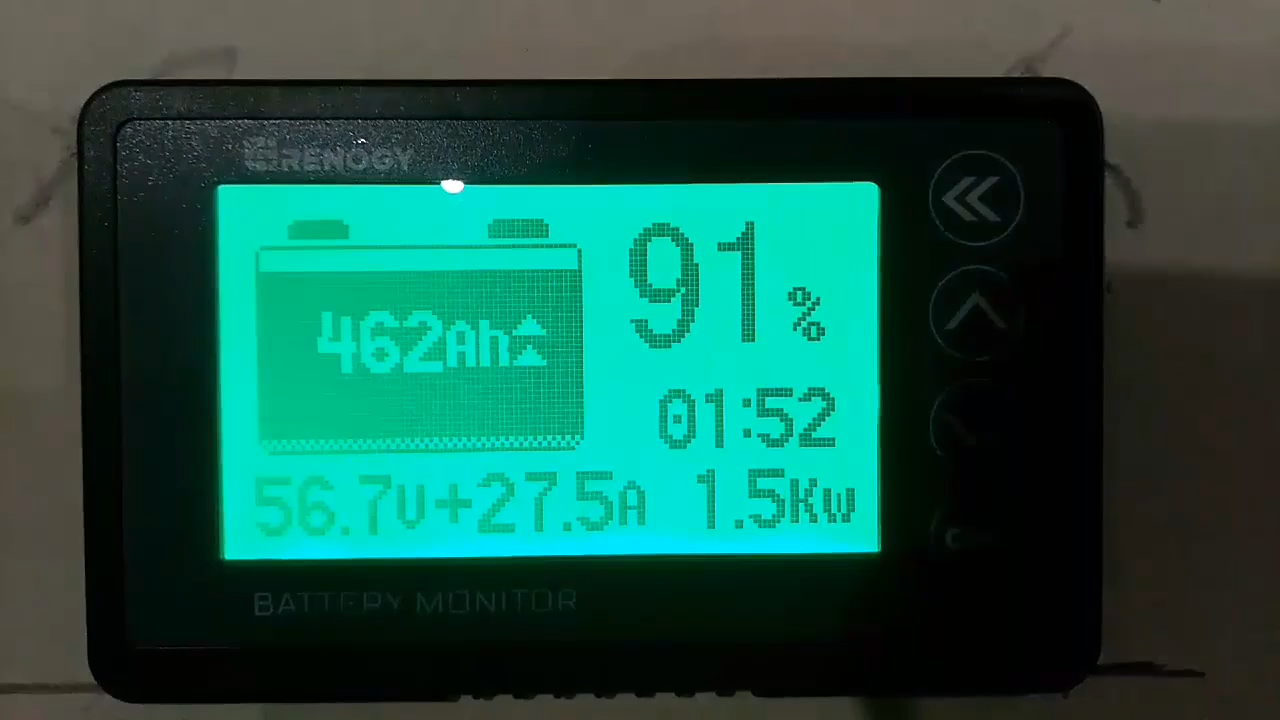 RENOGY
91%
462Ah
01:52
56.7V+27.5A 1.5Kw
BATTERY MONITOR